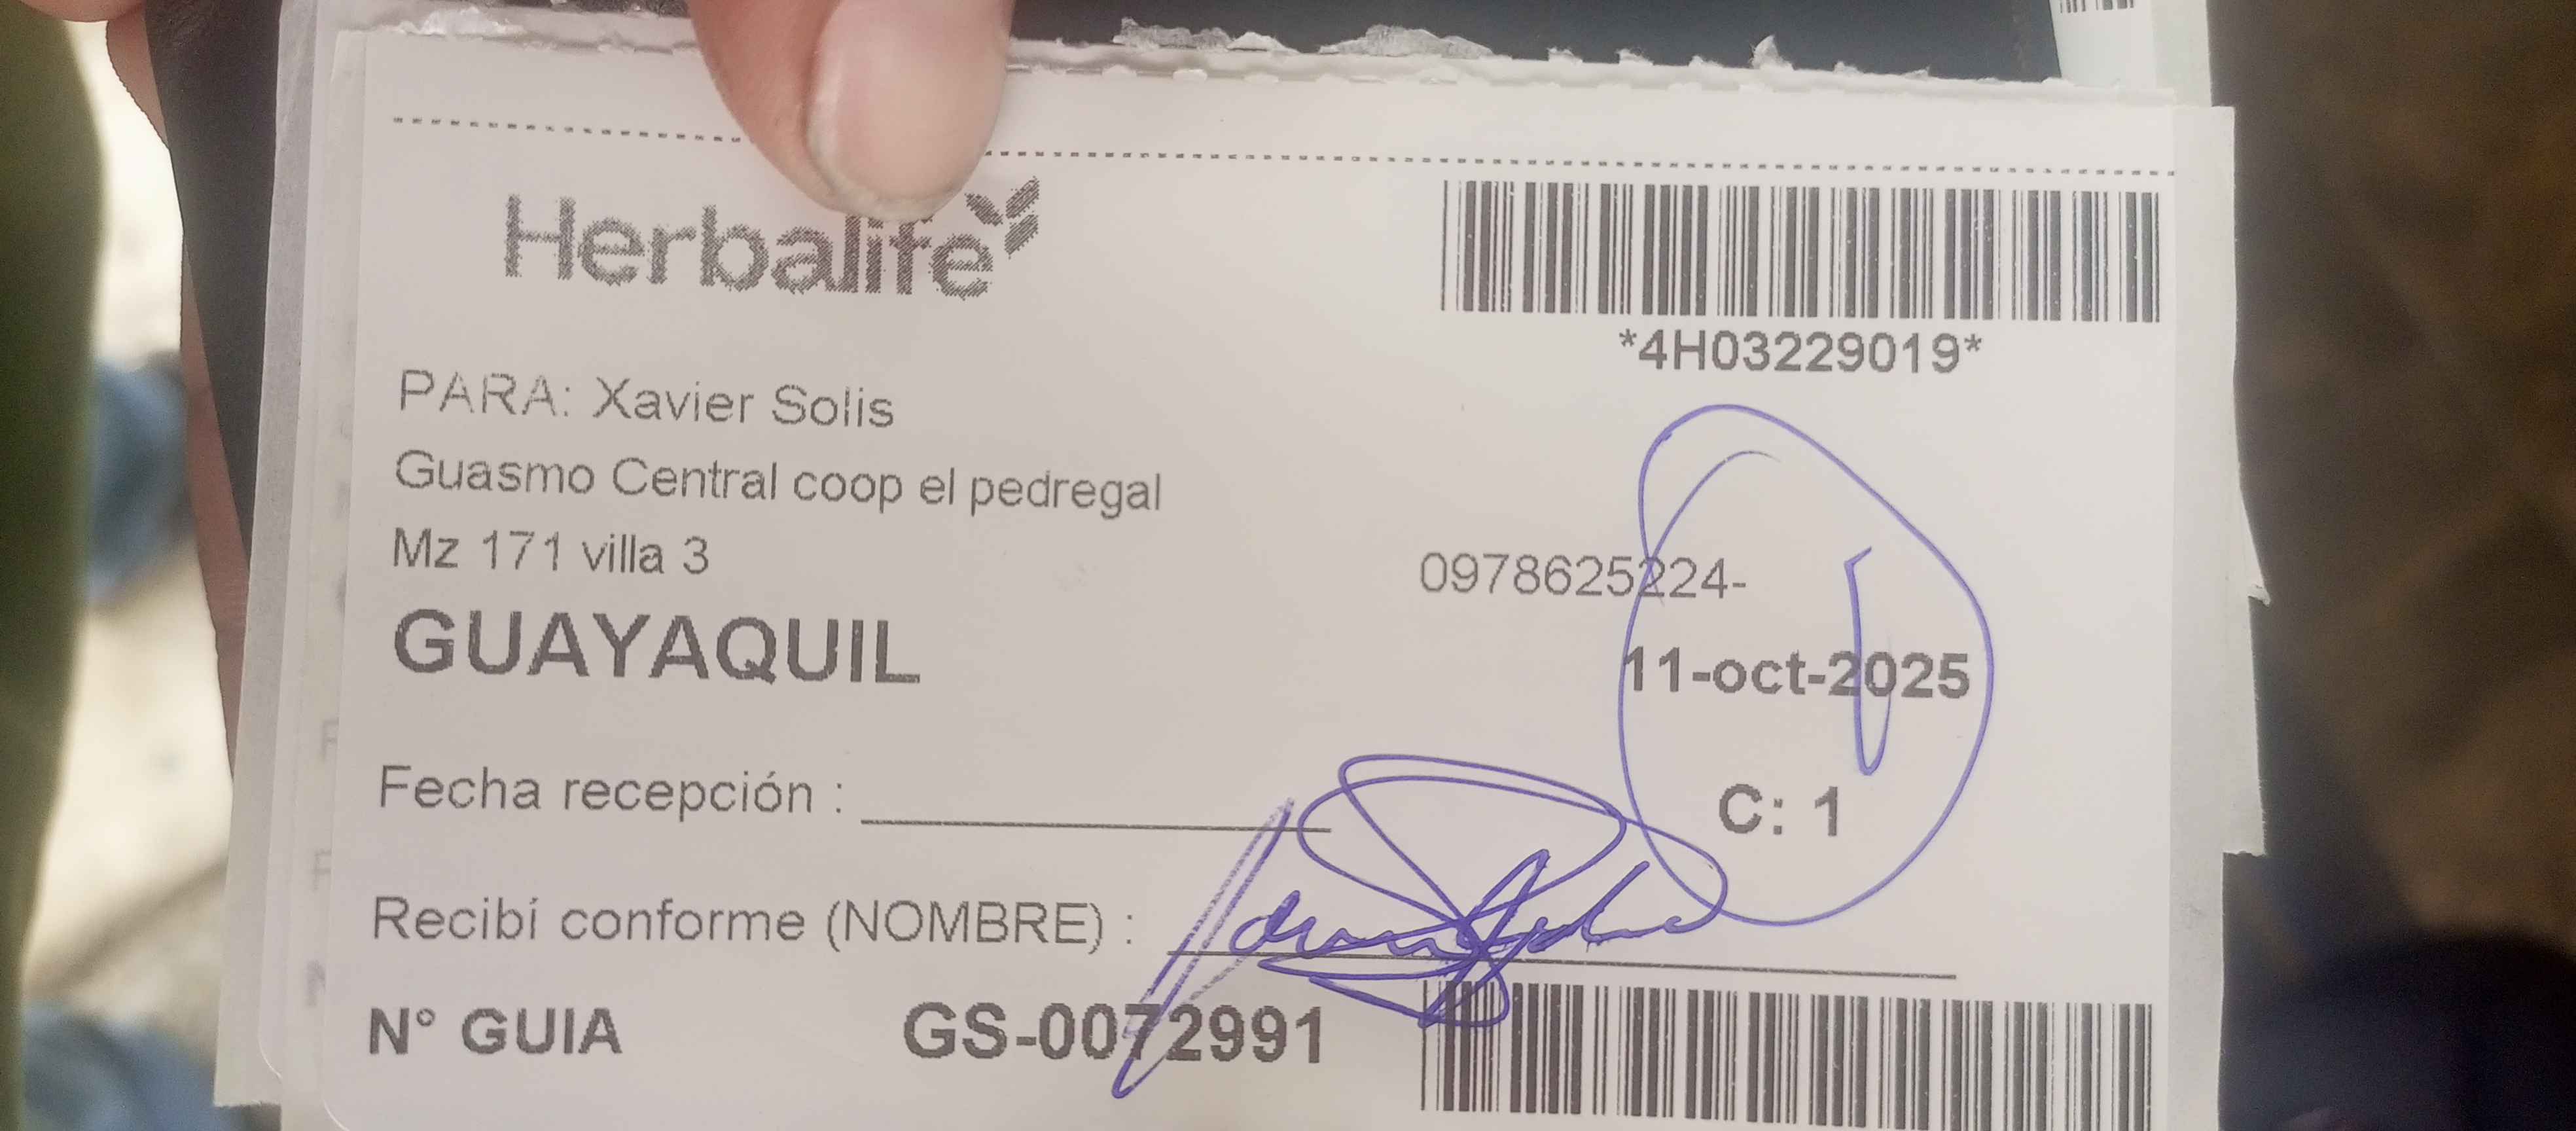 Herbalife
*4H03229019*
PARA: Xavier Solis
Guasmo Central coop el pedregal
Mz 171 villa 3
0978625224-
GUAYAQUIL
11-oct-2025
Fecha recepción :
C: 1
Recibí conforme (NOMBRE) :
N° GUIA GS-0072991